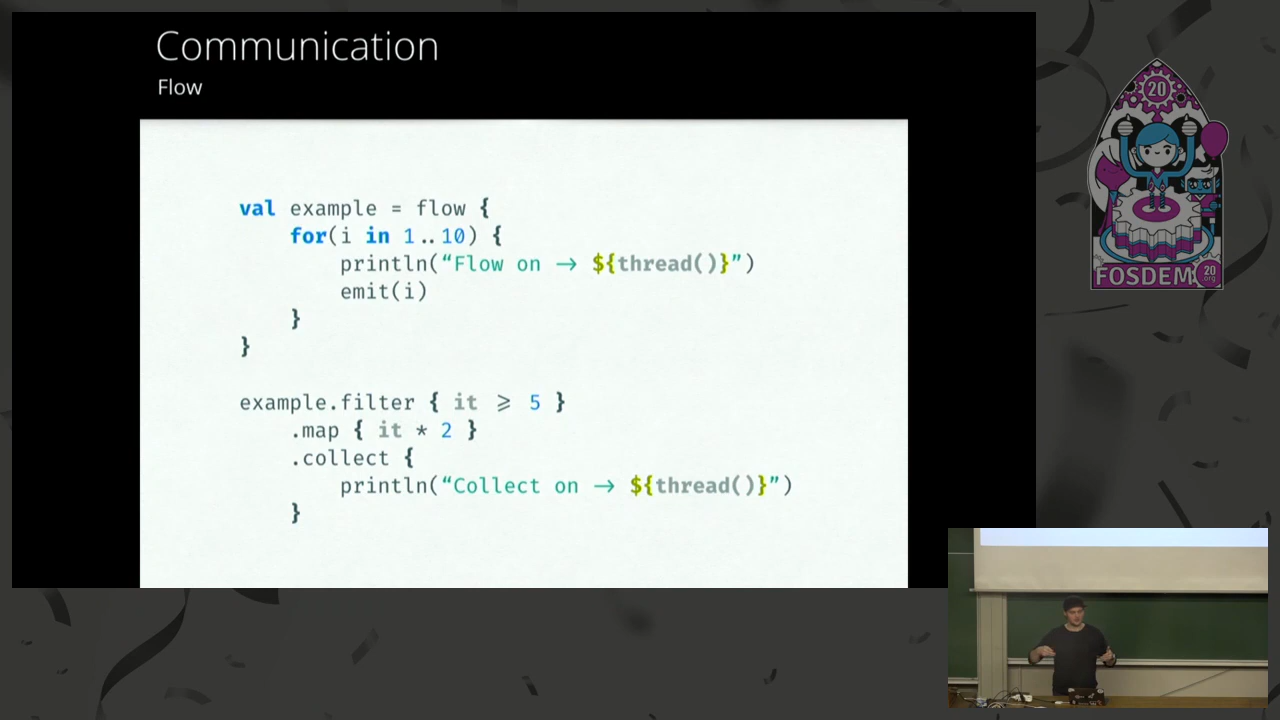 Communication
Flow
val example = flow {
    for(i in 1..10) {
        println(“Flow on → ${thread()}”)
        emit(i)
    }
}
example.filter { it ⩾ 5 }
    .map { it * 2 }
    .collect {
        println(“Collect on → ${thread()}”)
    }
20
FOSDEM
20
.org